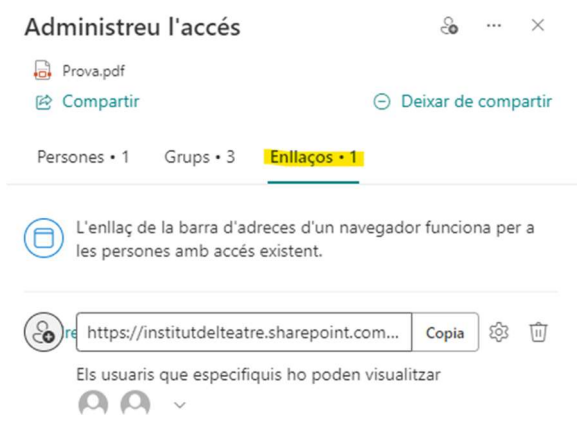 Administreu l'accés
Prova.pdf
Compartir
Deixar de compartir
Persones • 1
Grups • 3
Enllaços • 1
L'enllaç de la barra d'adreces d'un navegador funciona per a
les persones amb accés existent.
re
https://institutdelteatre.sharepoint.com...
Copia
Els usuaris que especifiquis ho poden visualitzar